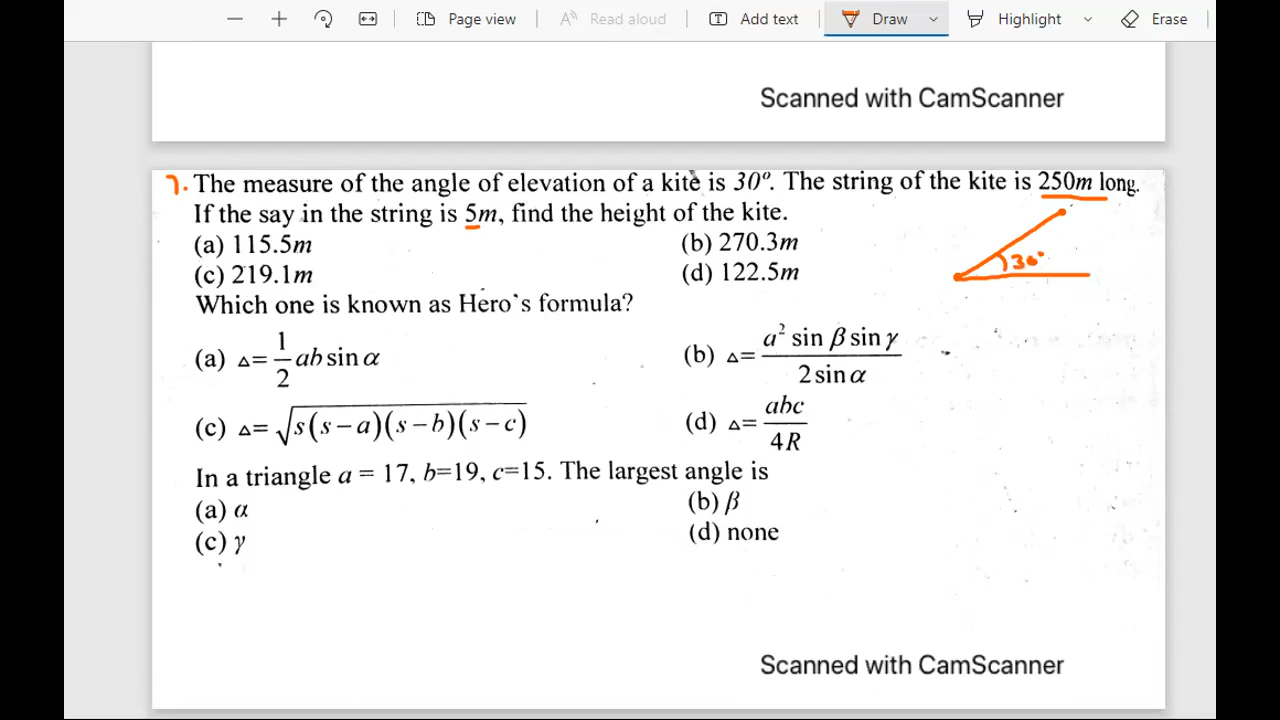 Page view Read aloud Add text Draw Highlight Erase
Scanned with CamScanner
7. The measure of the angle of elevation of a kite is 30º. The string of the kite is 250m long.
If the say in the string is 5m, find the height of the kite.
(a) 115.5m (b) 270.3m
(c) 219.1m (d) 122.5m
30°
Which one is known as Hero`s formula?
(a) △= 1/2 ab sin α (b) △= a² sin β sin γ / 2 sin α
(c) △= √s(s−a)(s−b)(s−c) (d) △= abc / 4R
In a triangle a = 17, b=19, c=15. The largest angle is
(a) α (b) β
(c) γ (d) none
Scanned with CamScanner